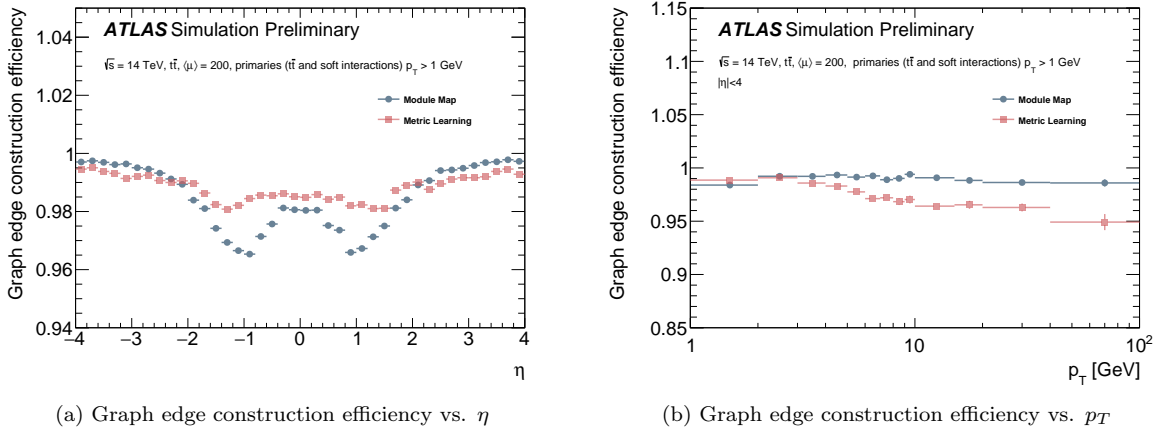 ATLAS Simulation Preliminary
√s = 14 TeV, tt̄, ⟨μ⟩ = 200, primaries (tt̄ and soft interactions) p_T > 1 GeV
Module Map
Metric Learning
Graph edge construction efficiency
1.04
1.02
1
0.98
0.96
0.94
−4 −3 −2 −1 0 1 2 3 4
η
(a) Graph edge construction efficiency vs. η
ATLAS Simulation Preliminary
√s = 14 TeV, tt̄, ⟨μ⟩ = 200, primaries (tt̄ and soft interactions) p_T > 1 GeV
|η|<4
Module Map
Metric Learning
Graph edge construction efficiency
1.15
1.1
1.05
1
0.95
0.9
0.85
1 10 10²
p_T [GeV]
(b) Graph edge construction efficiency vs. p_T